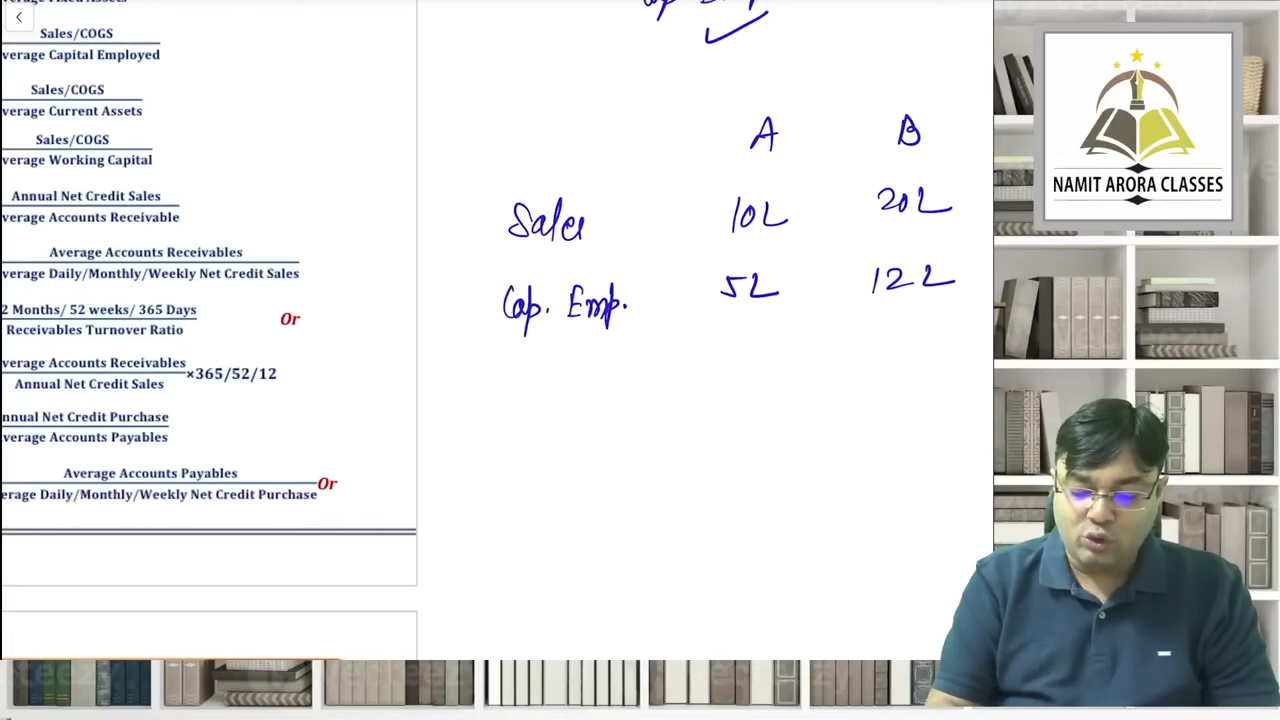 Sales/COGS
verage Capital Employed
Sales/COGS
verage Current Assets
Sales/COGS
verage Working Capital
Annual Net Credit Sales
verage Accounts Receivable
Average Accounts Receivables
verage Daily/Monthly/Weekly Net Credit Sales
2 Months/ 52 weeks/ 365 Days
Or
Receivables Turnover Ratio
verage Accounts Receivables
×365/52/12
Annual Net Credit Sales
nnual Net Credit Purchase
verage Accounts Payables
Average Accounts Payables
Or
erage Daily/Monthly/Weekly Net Credit Purchase
A B
Sales 10L 20L
Cap. Emp. 5L 12L
NAMIT ARORA CLASSES